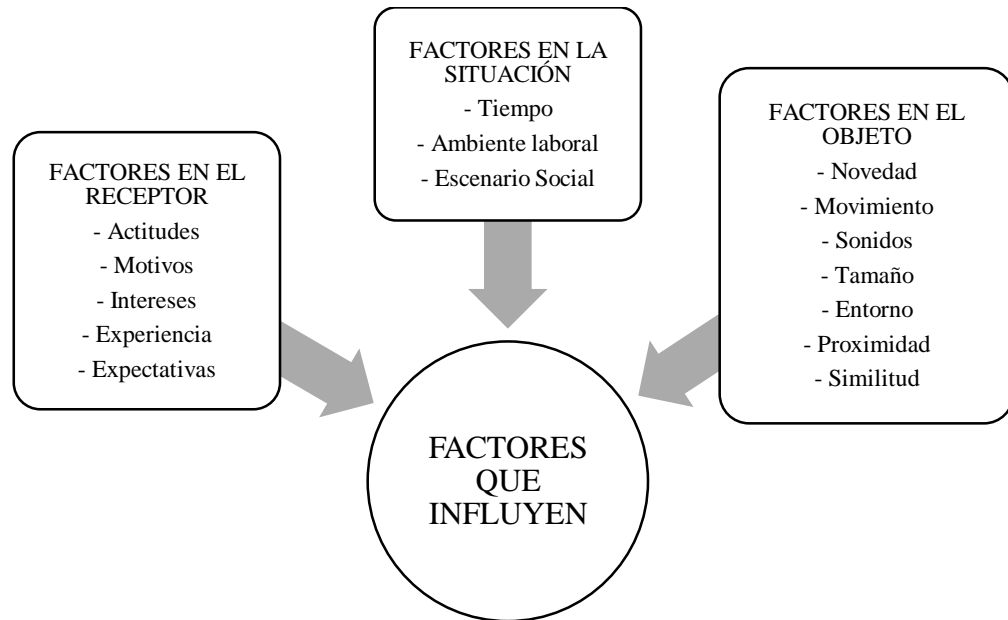 FACTORES EN EL
RECEPTOR
- Actitudes
- Motivos
- Intereses
- Experiencia
- Expectativas
FACTORES EN LA
SITUACIÓN
- Tiempo
- Ambiente laboral
- Escenario Social
FACTORES EN EL
OBJETO
- Novedad
- Movimiento
- Sonidos
- Tamaño
- Entorno
- Proximidad
- Similitud
FACTORES
QUE
INFLUYEN